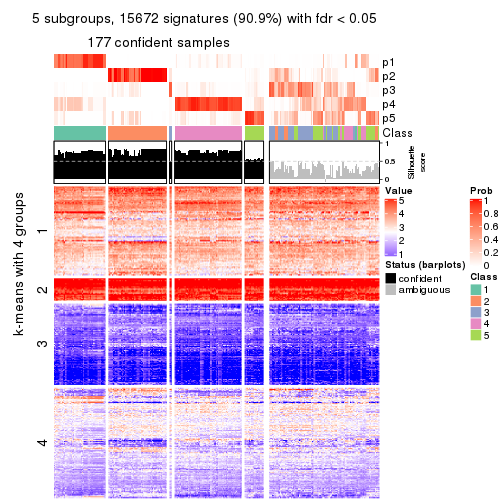 5 subgroups, 15672 signatures (90.9%) with fdr < 0.05
177 confident samples
p1
p2
p3
p4
p5
Class
1
0.5
0
Silhouette
score
k-means with 4 groups
1
2
3
4
Value
5
4
3
2
1
Status (barplots)
confident
ambiguous
Prob
1
0.8
0.6
0.4
0.2
0
Class
1
2
3
4
5